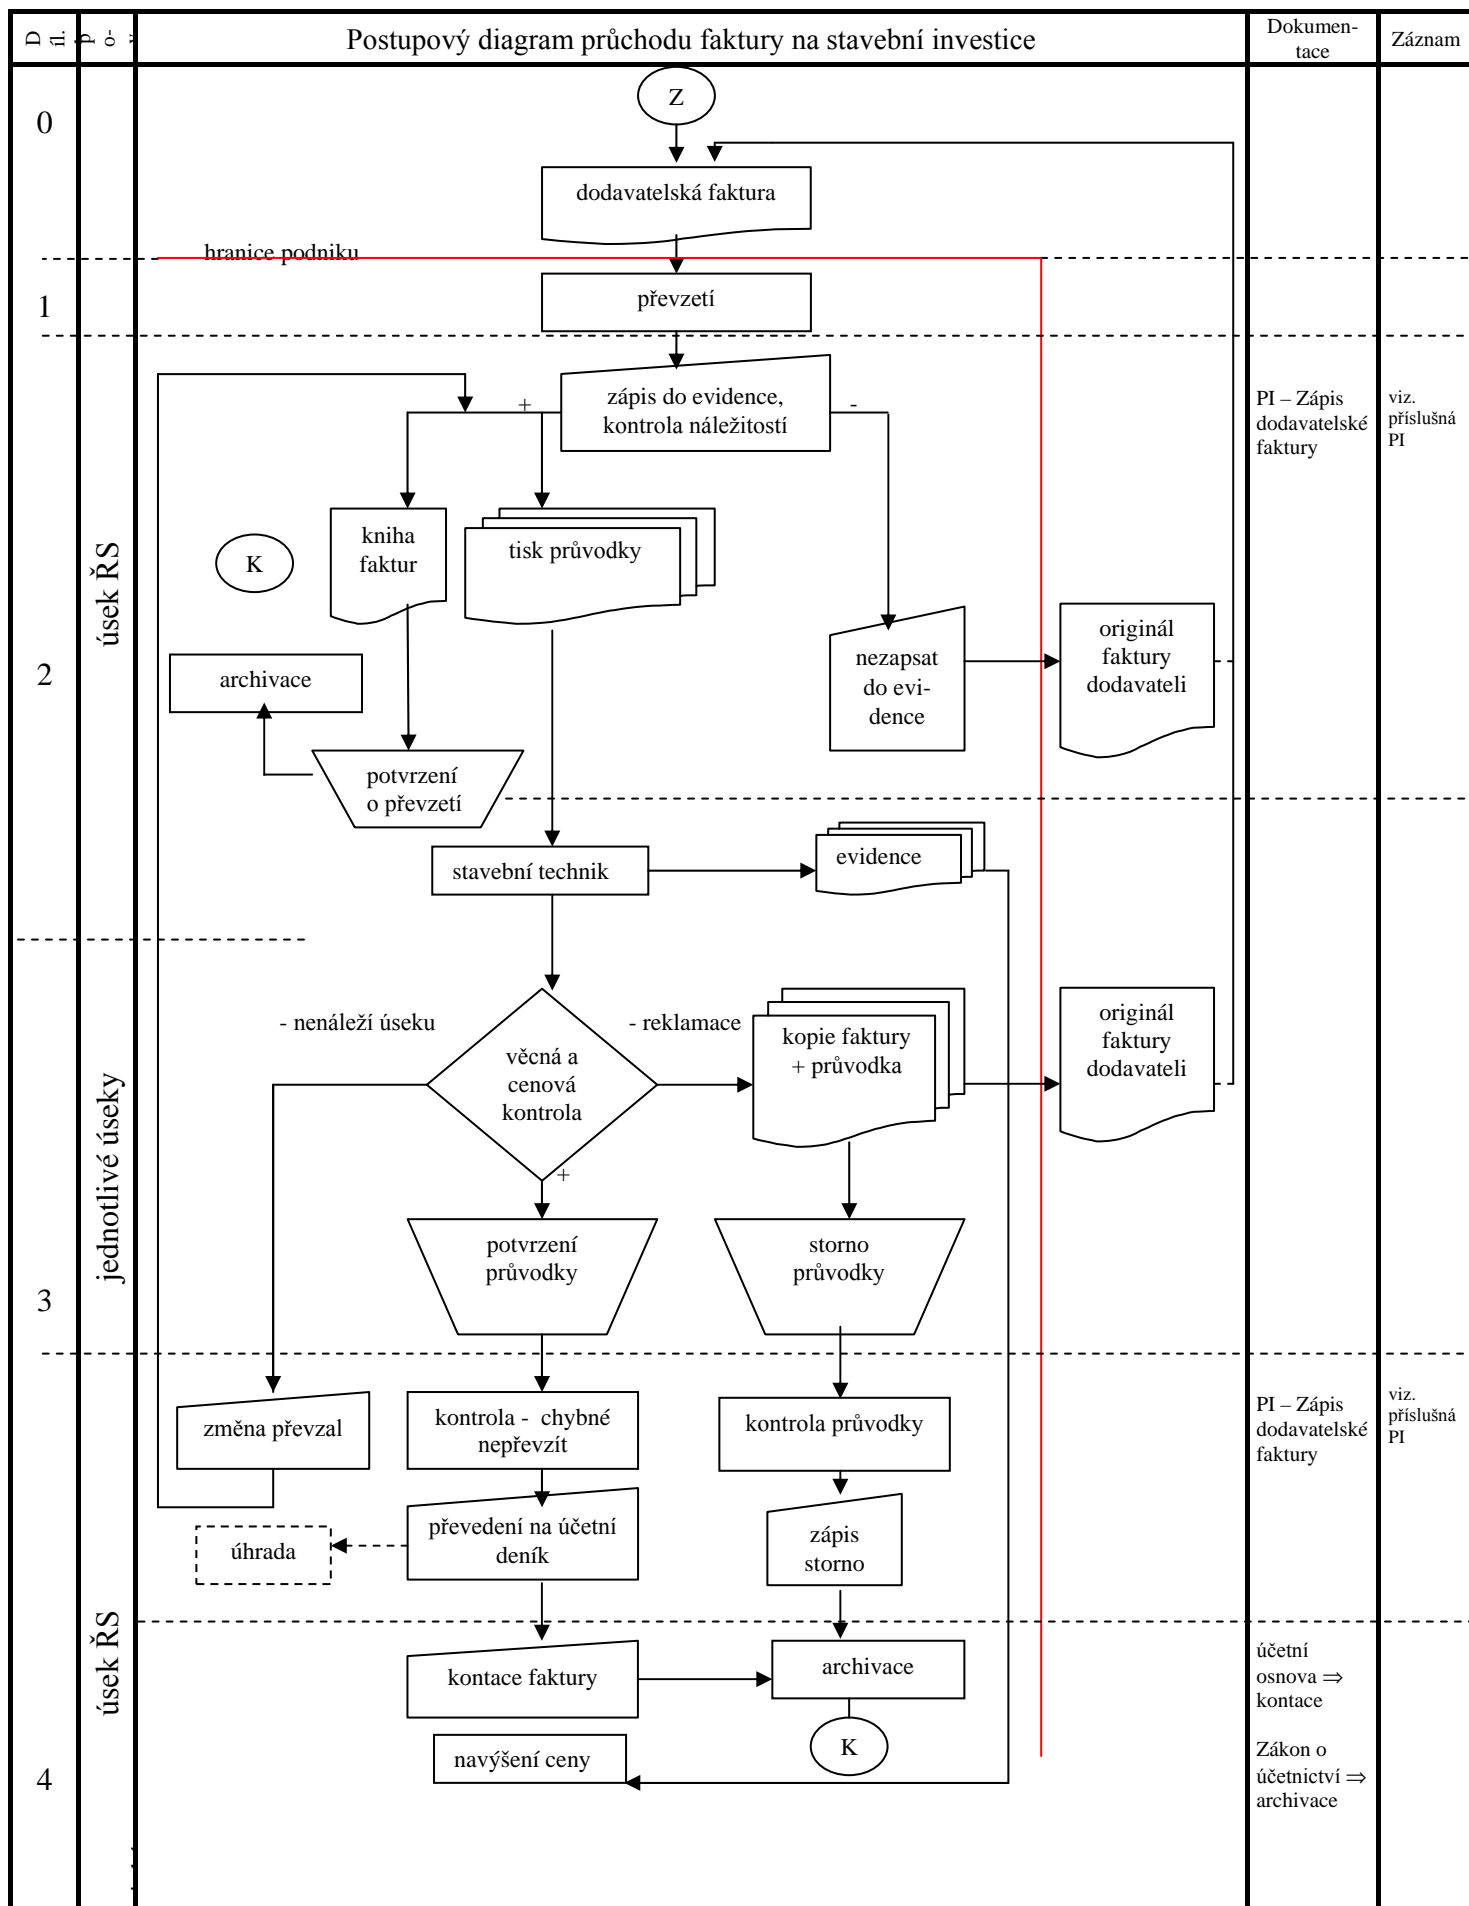 D
íl.
p
o-
Postupový diagram průchodu faktury na stavební investice
Dokumen-
tace
Záznam
0
Z
dodavatelská faktura
hranice podniku
1
převzetí
zápis do evidence,
kontrola náležitostí
+
-
PI – Zápis
dodavatelské
faktury
viz.
příslušná
PI
úsek ŘS
2
K
kniha
faktur
tisk průvodky
archivace
nezapsat
do evi-
dence
originál
faktury
dodavateli
potvrzení
o převzetí
stavební technik
evidence
- nenáleží úseku
- reklamace
věcná a
cenová
kontrola
kopie faktury
+ průvodka
originál
faktury
dodavateli
+
jednotlivé úseky
3
potvrzení
průvodky
storno
průvodky
změna převzal
kontrola -  chybné
nepřevzít
kontrola průvodky
PI – Zápis
dodavatelské
faktury
viz.
příslušná
PI
úhrada
převedení na účetní
deník
zápis
storno
úsek ŘS
4
kontace faktury
archivace
účetní
osnova ⇒
kontace
navýšení ceny
K
Zákon o
účetnictví ⇒
archivace